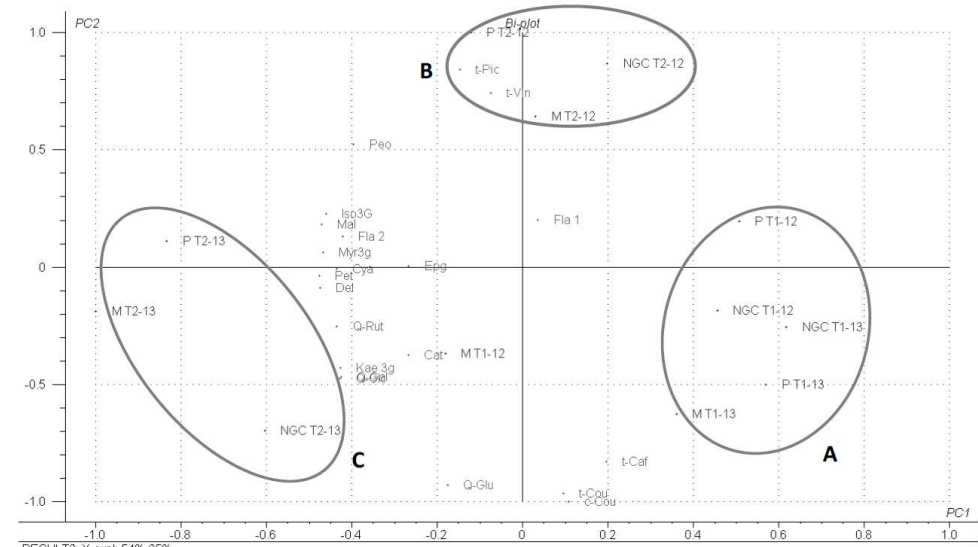 PC2
Bi-plot
1.0
P T2-12
NGC T2-12
B
t-Pic
t-Vin
M T2-12
0.5
Peo
Iso3G
Mal
Fla 1
P T1-12
P T2-13
Fla 2
Myr3g
0
Cya
Epg
Pet
Del
M T2-13
NGC T1-12
NGC T1-13
Q-Rut
Cat
M T1-12
Kae 3g
-0.5
P T1-13
M T1-13
NGC T2-13
C
A
t-Caf
Q-Glu
t-Cou
c-Cou
-1.0
PC1
-1.0 -0.8 -0.6 -0.4 -0.2 0 0.2 0.4 0.6 0.8 1.0